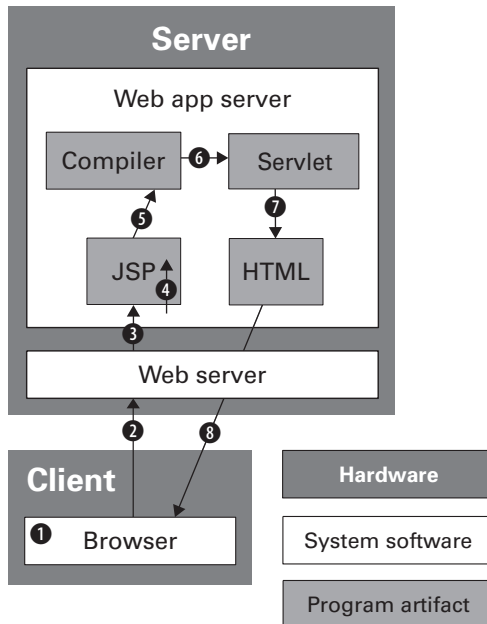 Server
Web app server
Compiler
6
Servlet
5
7
JSP
4
HTML
3
Web server
2
8
Client
1
Browser
Hardware
System software
Program artifact